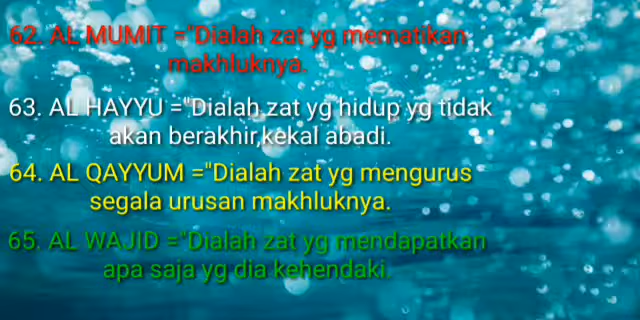 62. AL MUMIT ="Dialah zat yg mematikan
makhluknya.
63. AL HAYYU ="Dialah zat yg hidup yg tidak
akan berakhir,kekal abadi.
64. AL QAYYUM ="Dialah zat yg mengurus
segala urusan makhluknya.
65. AL WAJID ="Dialah zat yg mendapatkan
apa saja yg dia kehendaki.